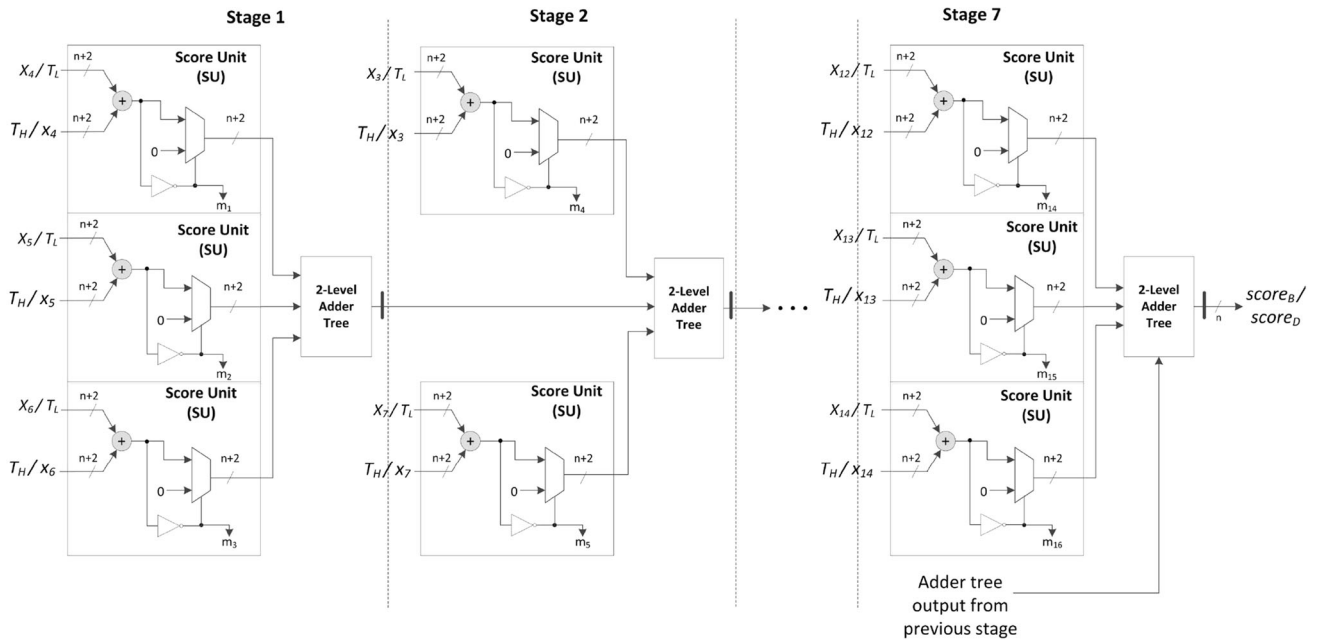 Stage 1
Stage 2
Stage 7
Score Unit
(SU)
n+2
X4/TL
TH/x4
n+2
0
n+2
m1
Score Unit
(SU)
n+2
X5/TL
TH/x5
n+2
0
n+2
m2
Score Unit
(SU)
n+2
X6/TL
TH/x6
n+2
0
n+2
m3
2-Level
Adder
Tree
Score Unit
(SU)
n+2
X3/TL
TH/x3
n+2
0
n+2
m4
2-Level
Adder
Tree
Score Unit
(SU)
n+2
X7/TL
TH/x7
n+2
0
n+2
m5
Score Unit
(SU)
n+2
X12/TL
TH/x12
n+2
0
n+2
m14
Score Unit
(SU)
n+2
X13/TL
TH/x13
n+2
0
n+2
m15
Score Unit
(SU)
n+2
X14/TL
TH/x14
n+2
0
n+2
m16
2-Level
Adder
Tree
n
scoreB/
scoreD
Adder tree
output from
previous stage